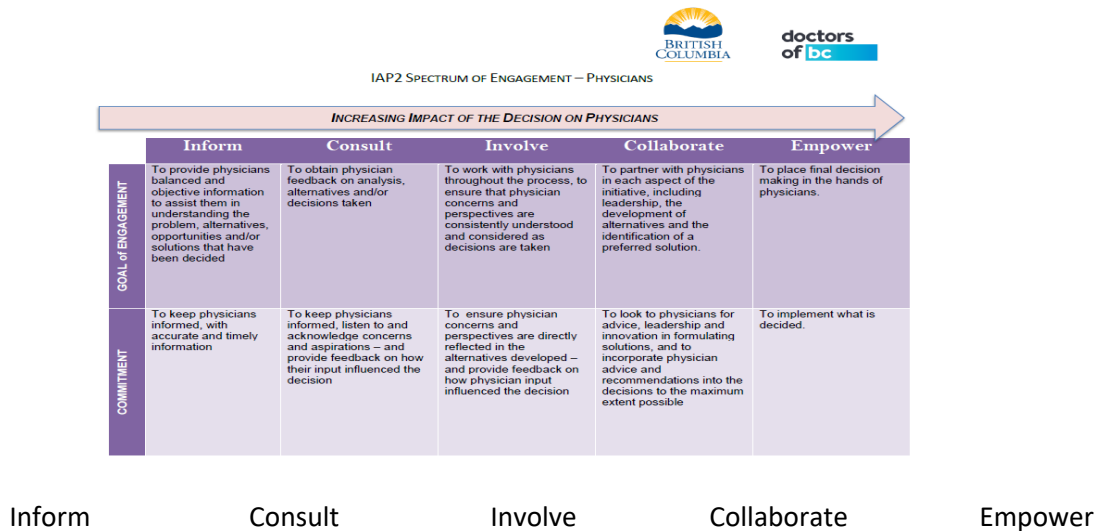 BRITISH
COLUMBIA
doctors
of bc
IAP2 SPECTRUM OF ENGAGEMENT – PHYSICIANS
INCREASING IMPACT OF THE DECISION ON PHYSICIANS
Inform
Consult
Involve
Collaborate
Empower
GOAL of ENGAGEMENT
To provide physicians
balanced and
objective information
to assist them in
understanding the
problem, alternatives,
opportunities and/or
solutions that have
been decided
To obtain physician
feedback on analysis,
alternatives and/or
decisions taken
To work with physicians
throughout the process, to
ensure that physician
concerns and
perspectives are
consistently understood
and considered as
decisions are taken
To partner with physicians
in each aspect of the
initiative, including
leadership, the
development of
alternatives and the
identification of a
preferred solution.
To place final decision
making in the hands of
physicians.
COMMITMENT
To keep physicians
informed, with
accurate and timely
information
To keep physicians
informed, listen to and
acknowledge concerns
and aspirations – and
provide feedback on how
their input influenced the
decision
To ensure physician
concerns and
perspectives are directly
reflected in the
alternatives developed –
and provide feedback on
how physician input
influenced the decision
To look to physicians for
advice, leadership and
innovation in formulating
solutions, and to
incorporate physician
advice and
recommendations into the
decisions to the maximum
extent possible
To implement what is
decided.
Inform Consult Involve Collaborate Empower